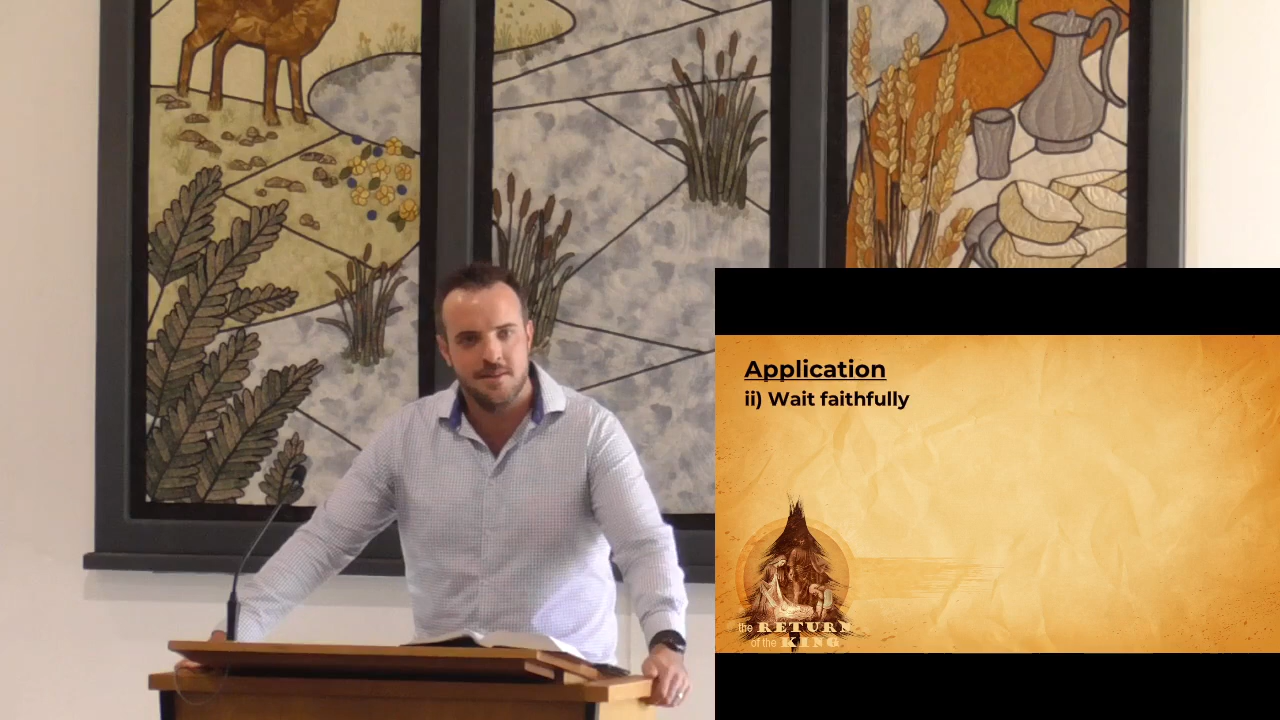 Application
ii) Wait faithfully
the RETURN
of the KING